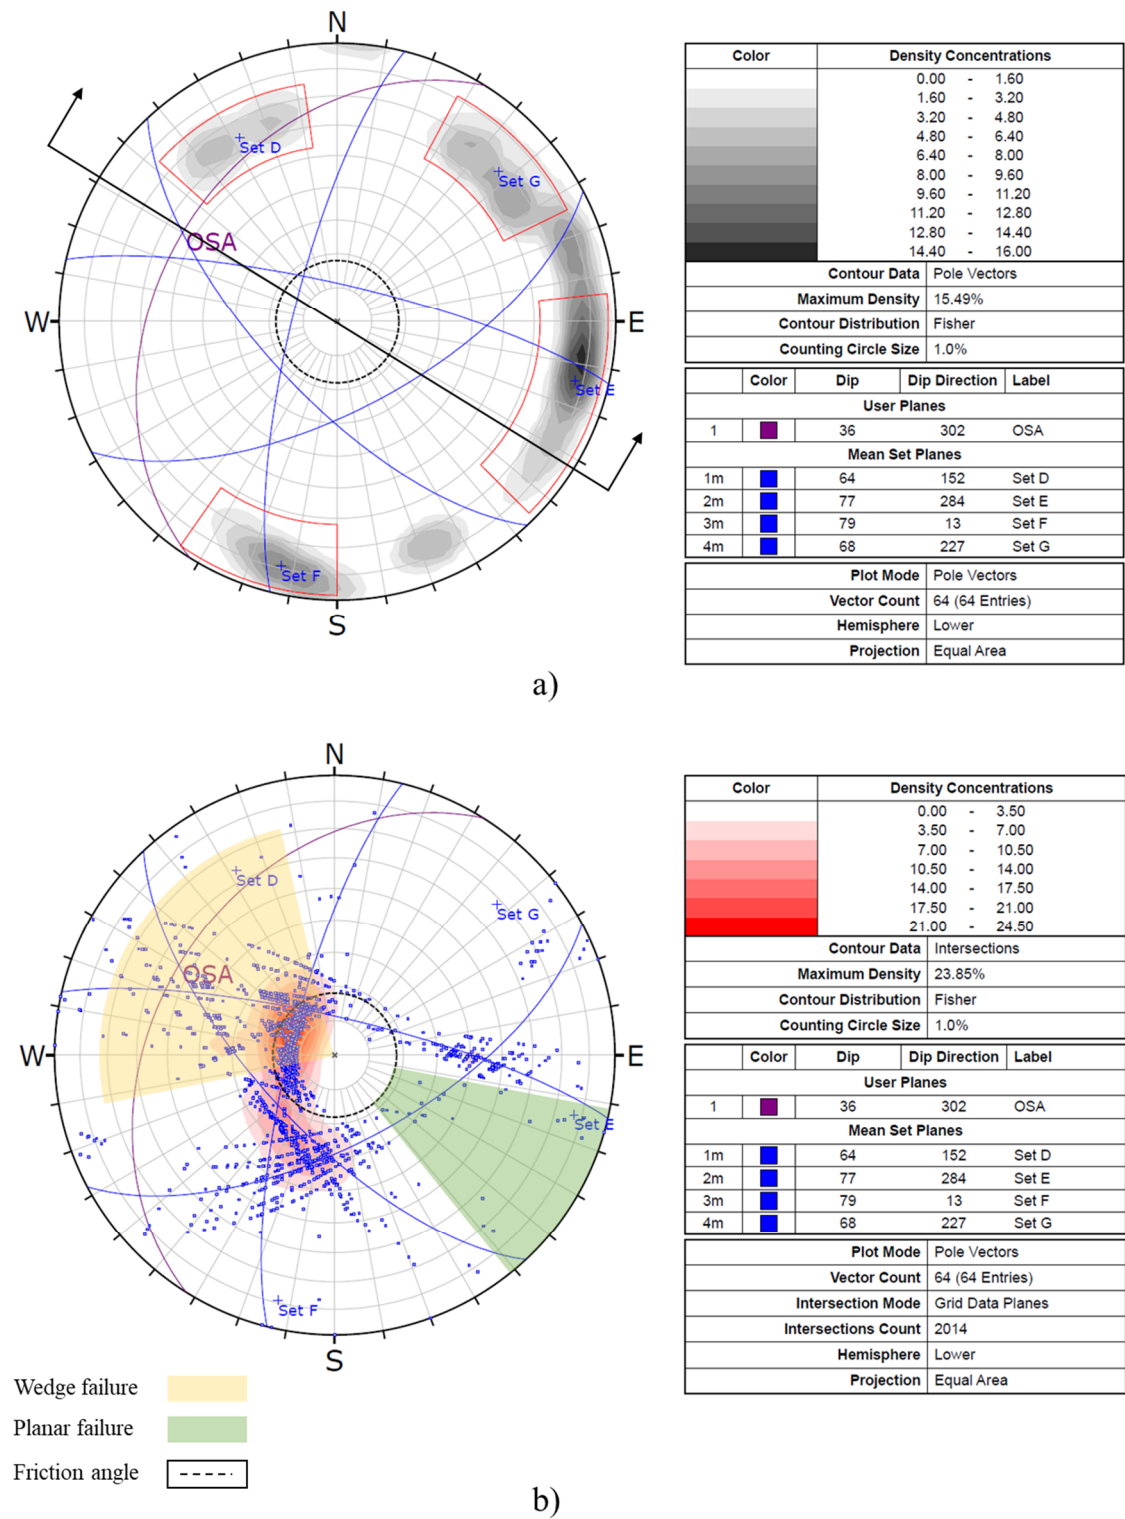 N
Set D
Set G
OSA
W
E
Set E
Set F
S
Color Density Concentrations
0.00 - 1.60
1.60 - 3.20
3.20 - 4.80
4.80 - 6.40
6.40 - 8.00
8.00 - 9.60
9.60 - 11.20
11.20 - 12.80
12.80 - 14.40
14.40 - 16.00
Contour Data Pole Vectors
Maximum Density 15.49%
Contour Distribution Fisher
Counting Circle Size 1.0%
Color Dip Dip Direction Label
User Planes
1 36 302 OSA
Mean Set Planes
1m 64 152 Set D
2m 77 284 Set E
3m 79 13 Set F
4m 68 227 Set G
Plot Mode Pole Vectors
Vector Count 64 (64 Entries)
Hemisphere Lower
Projection Equal Area
a)
N
Set D
Set G
OSA
W
E
Set E
Set F
S
Color Density Concentrations
0.00 - 3.50
3.50 - 7.00
7.00 - 10.50
10.50 - 14.00
14.00 - 17.50
17.50 - 21.00
21.00 - 24.50
Contour Data Intersections
Maximum Density 23.85%
Contour Distribution Fisher
Counting Circle Size 1.0%
Color Dip Dip Direction Label
User Planes
1 36 302 OSA
Mean Set Planes
1m 64 152 Set D
2m 77 284 Set E
3m 79 13 Set F
4m 68 227 Set G
Plot Mode Pole Vectors
Vector Count 64 (64 Entries)
Intersection Mode Grid Data Planes
Intersections Count 2014
Hemisphere Lower
Projection Equal Area
Wedge failure
Planar failure
Friction angle
b)